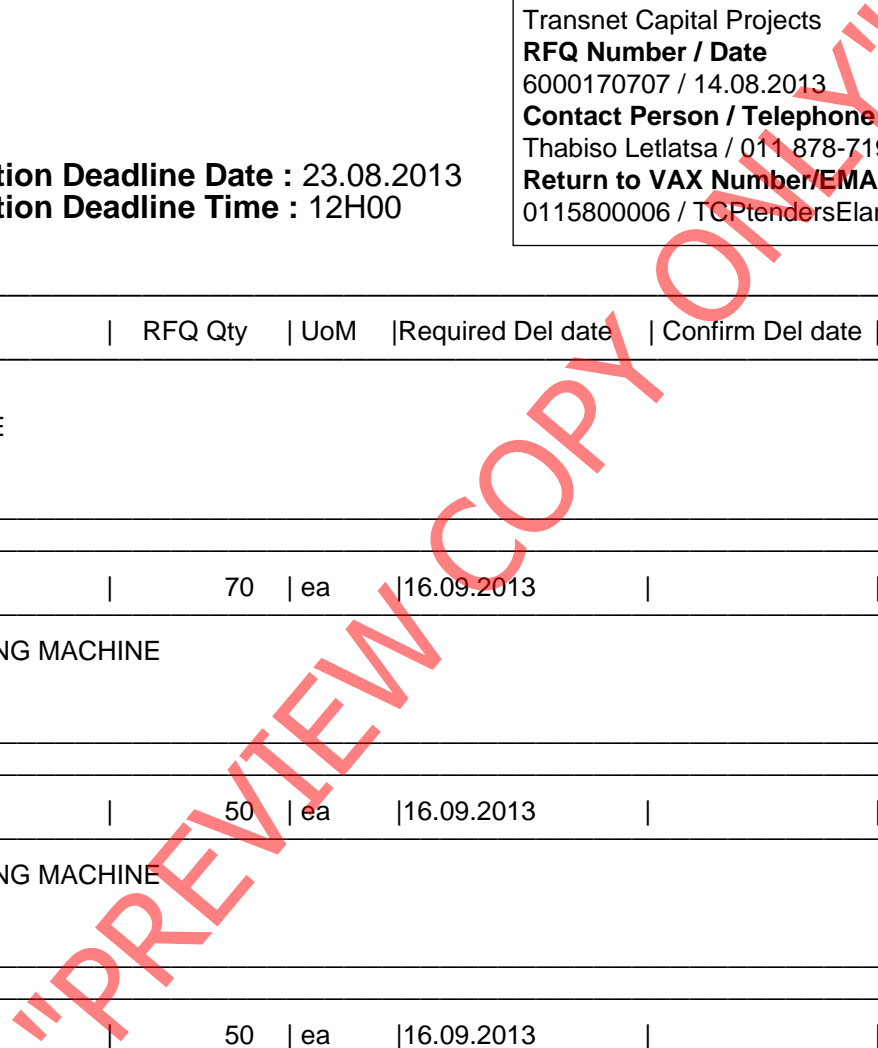 Transnet Capital Projects
RFQ Number / Date
6000170707 / 14.08.2013
Contact Person / Telephone
Thabiso Letlatsa / 011 878-719
tion Deadline Date : 23.08.2013
Return to VAX Number/EMA
tion Deadline Time : 12H00
0115800006 / TCPtendersElan
| RFQ Qty | UoM |Required Del date | Confirm Del date |
E
| 70 | ea |16.09.2013 | |
NG MACHINE
| 50 | ea |16.09.2013 | |
NG MACHINE
| 50 | ea |16.09.2013 | |
"PREVIEW COPY ONLY"